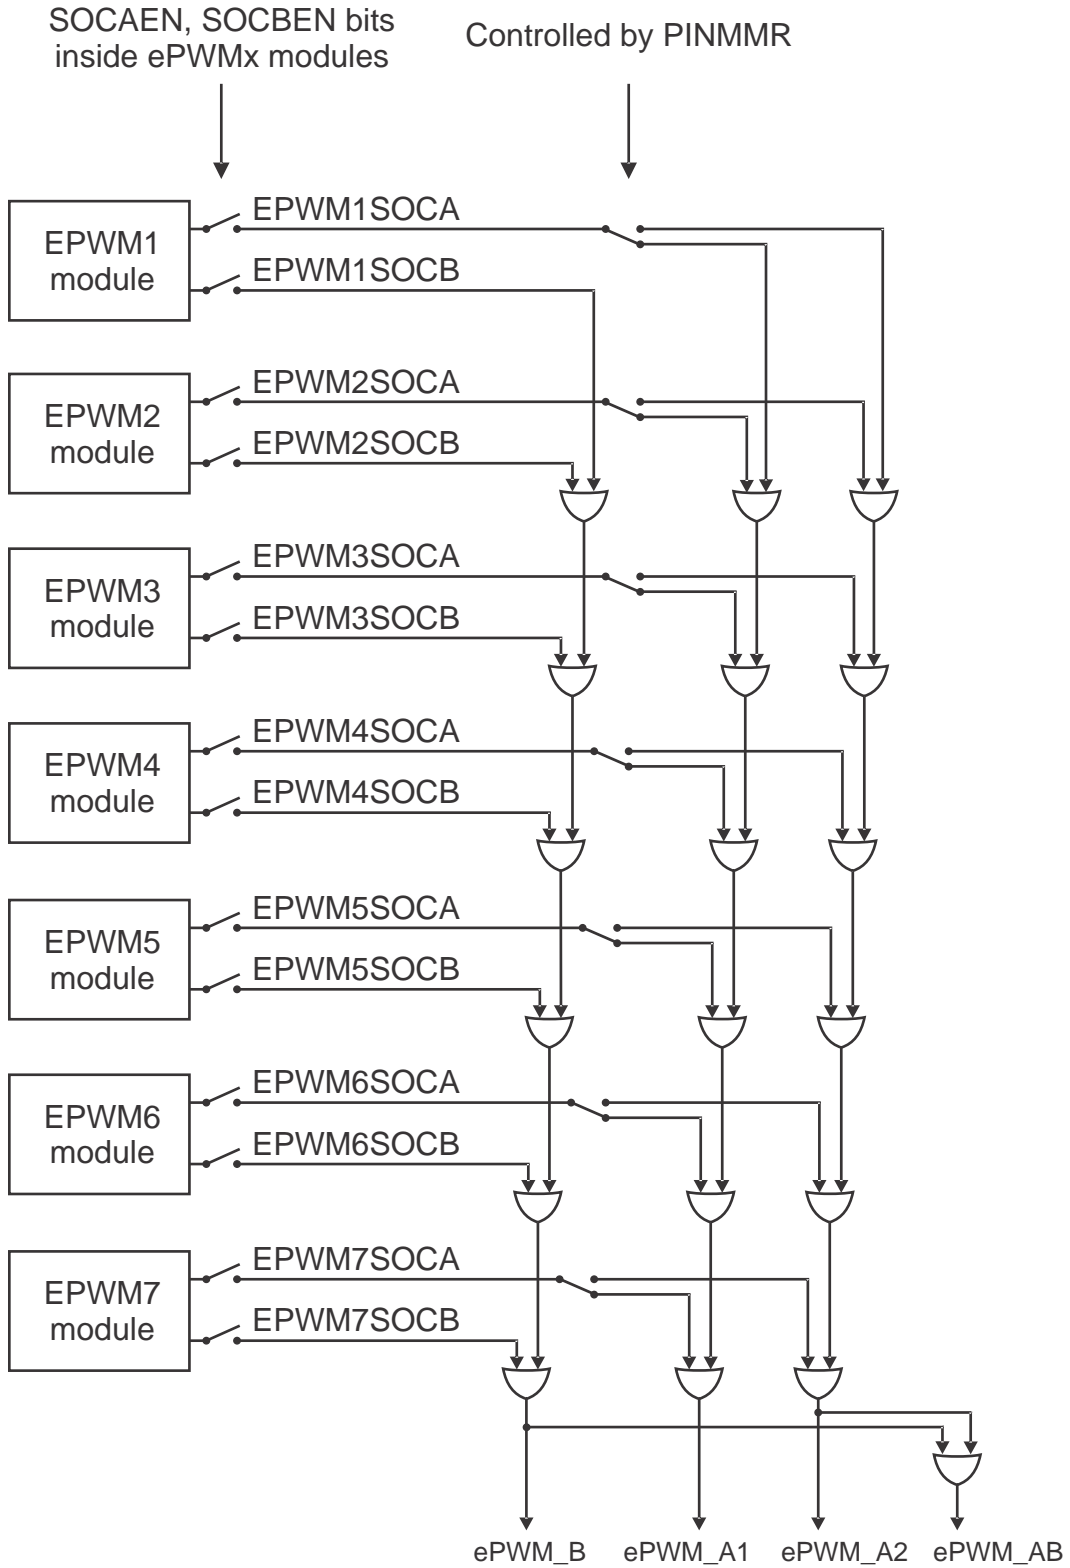 SOCAEN, SOCBEN bits
inside ePWMx modules
Controlled by PINMMR
EPWM1
module
EPWM1SOCA
EPWM1SOCB
EPWM2
module
EPWM2SOCA
EPWM2SOCB
EPWM3
module
EPWM3SOCA
EPWM3SOCB
EPWM4
module
EPWM4SOCA
EPWM4SOCB
EPWM5
module
EPWM5SOCA
EPWM5SOCB
EPWM6
module
EPWM6SOCA
EPWM6SOCB
EPWM7
module
EPWM7SOCA
EPWM7SOCB
ePWM_B
ePWM_A1
ePWM_A2
ePWM_AB